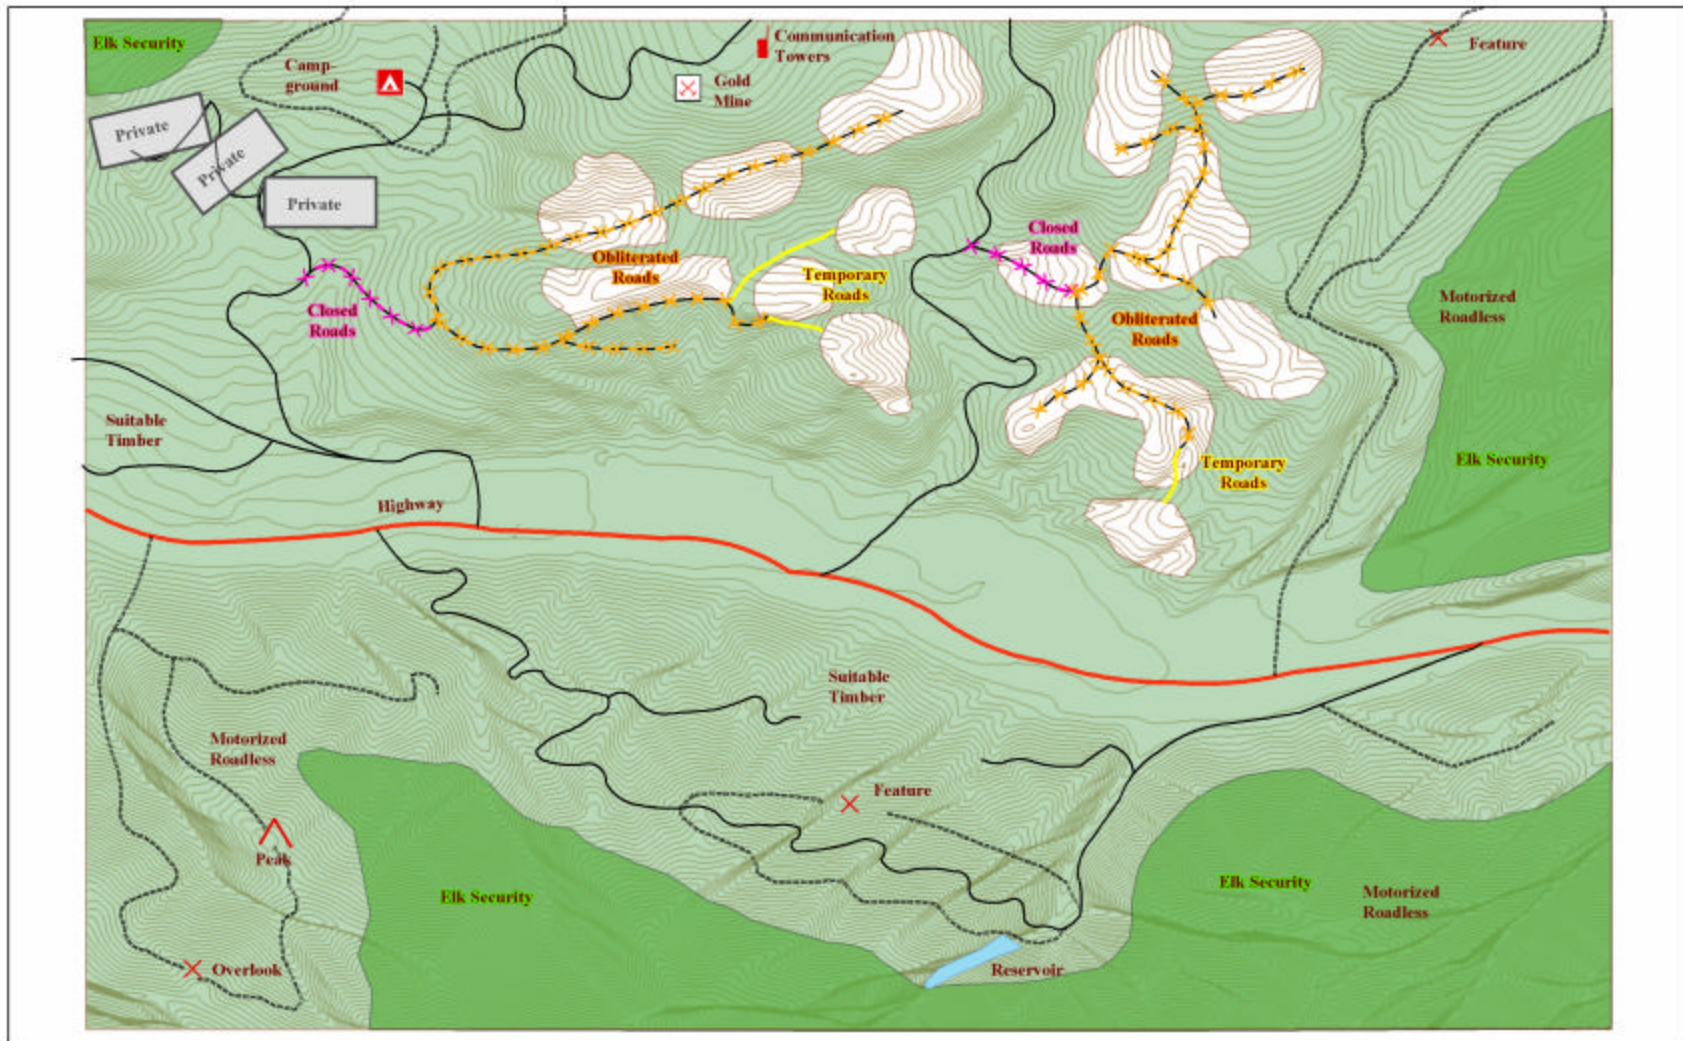 Elk Security
Camp-
ground
Communication
Towers
Gold
Mine
Feature
Private
Private
Private
Closed
Roads
Obliterated
Roads
Temporary
Roads
Closed
Roads
Obliterated
Roads
Motorized
Roadless
Suitable
Timber
Temporary
Roads
Elk Security
Highway
Suitable
Timber
Motorized
Roadless
Feature
Peak
Elk Security
Elk Security
Motorized
Roadless
Overlook
Reservoir